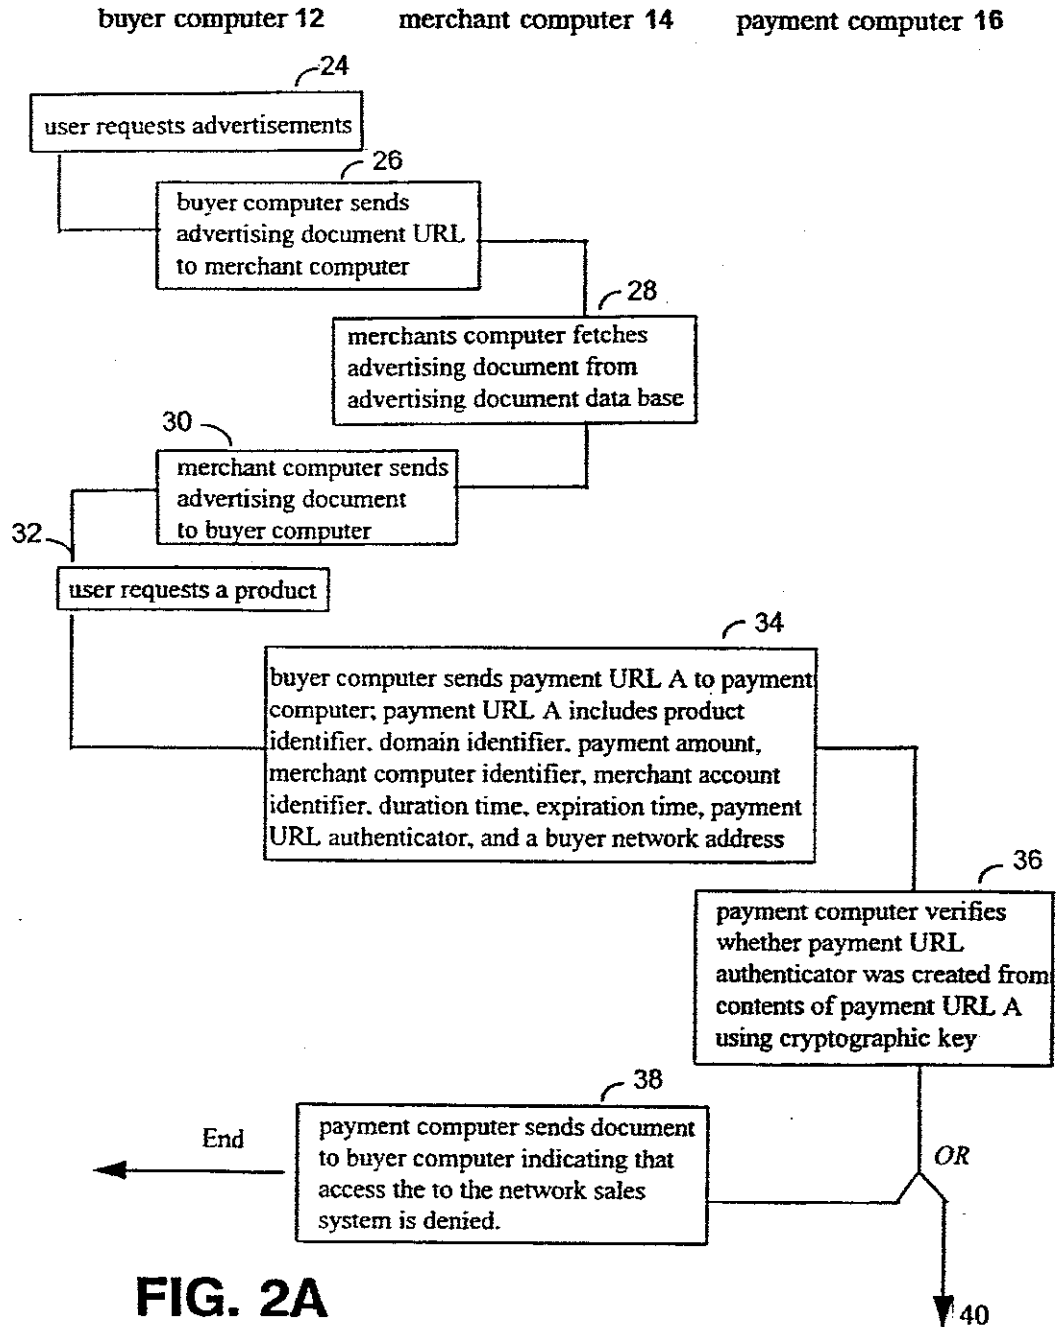 buyer computer 12 merchant computer 14 payment computer 16
24
user requests advertisements
26
buyer computer sends
advertising document URL
to merchant computer
28
merchants computer fetches
advertising document from
advertising document data base
30
merchant computer sends
advertising document
to buyer computer
32
user requests a product
34
buyer computer sends payment URL A to payment
computer; payment URL A includes product
identifier. domain identifier. payment amount,
merchant computer identifier, merchant account
identifier. duration time, expiration time, payment
URL authenticator, and a buyer network address
36
payment computer verifies
whether payment URL
authenticator was created from
contents of payment URL A
using cryptographic key
38
payment computer sends document
to buyer computer indicating that
access the to the network sales
system is denied.
End
OR
40
FIG. 2A